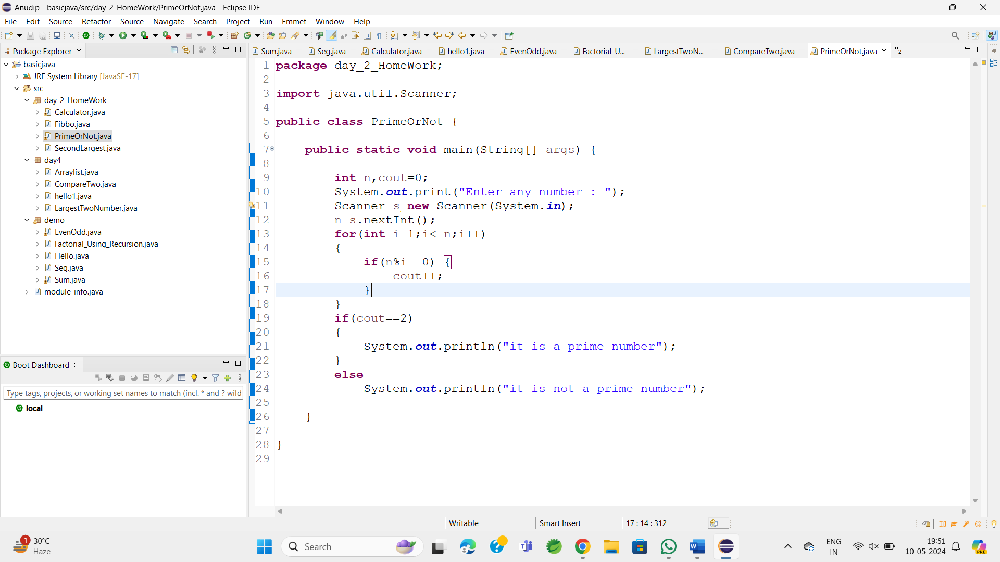 Anudip - basicjava/src/day_2_HomeWork/PrimeOrNot.java - Eclipse IDE
File Edit Source Refactor Source Navigate Search Project Run Emmet Window Help
Package Explorer
basicjava
JRE System Library [JavaSE-17]
src
day_2_HomeWork
Calculator.java
Fibbo.java
PrimeOrNot.java
SecondLargest.java
day4
Arraylist.java
CompareTwo.java
hello1.java
LargestTwoNumber.java
demo
EvenOdd.java
Factorial_Using_Recursion.java
Hello.java
Seg.java
Sum.java
module-info.java
Boot Dashboard
Type tags, projects, or working set names to match (incl. * and ? wild
local
Sum.java Seg.java Calculator.java hello1.java EvenOdd.java Factorial_U... LargestTwoN... CompareTwo.java PrimeOrNot.java »2
1 package day_2_HomeWork;
2
3 import java.util.Scanner;
4
5 public class PrimeOrNot {
6
7 public static void main(String[] args) {
8
9 int n,cout=0;
10 System.out.print("Enter any number : ");
11 Scanner s=new Scanner(System.in);
12 n=s.nextInt();
13 for(int i=1;i<=n;i++)
14 {
15 if(n%i==0) {
16 cout++;
17 }
18 }
19 if(cout==2)
20 {
21 System.out.println("it is a prime number");
22 }
23 else
24 System.out.println("it is not a prime number");
25
26 }
27
28 }
29
Writable Smart Insert 17 : 14 : 312
1 30°C
Haze
Search
ENG
IN
19:51
10-05-2024
PRE